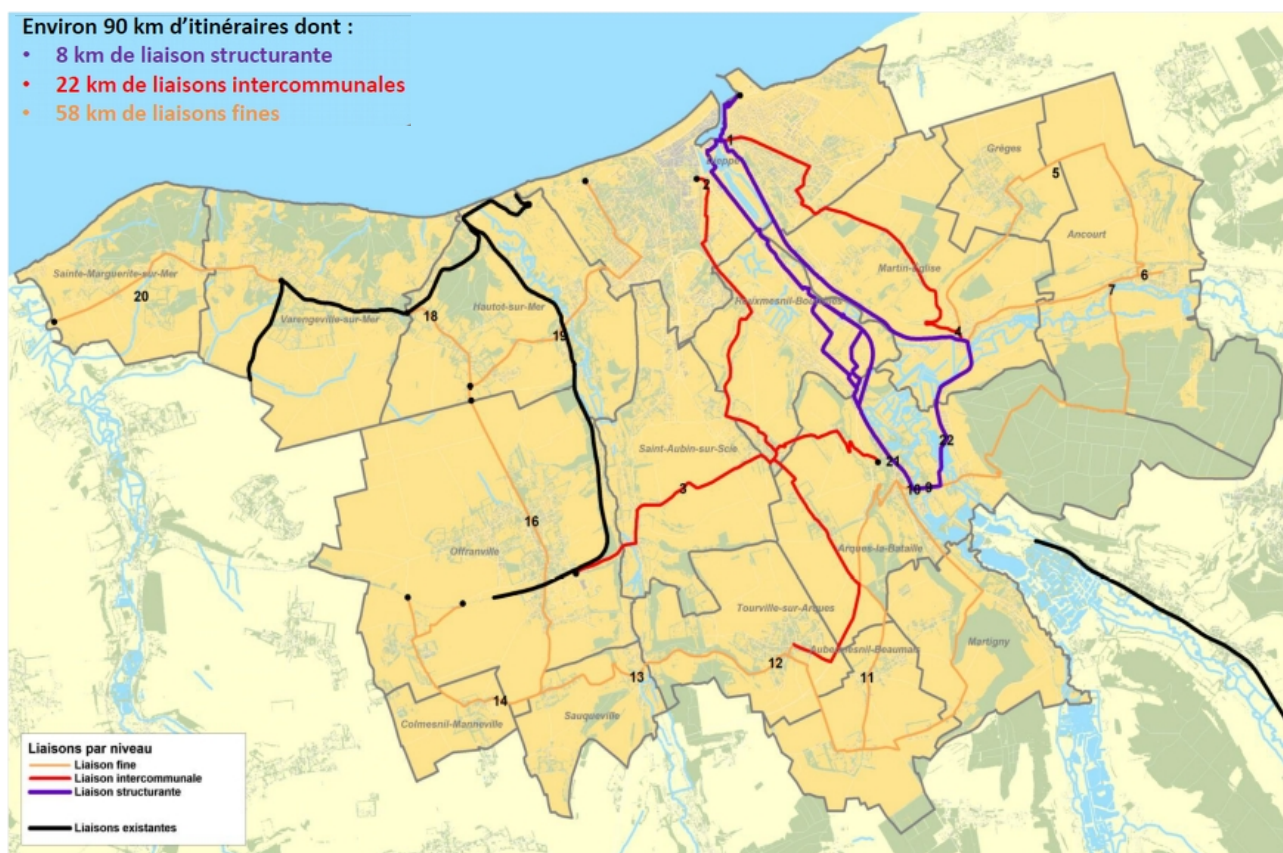 Environ 90 km d'itinéraires dont :
• 8 km de liaison structurante
• 22 km de liaisons intercommunales
• 58 km de liaisons fines
1
Dieppe
2
Grèges
5
Ancourt
Martin-Église
6
7
Sainte-Marguerite-sur-Mer
20
Varengeville-sur-Mer
18
Hautot-sur-Mer
19
4
22
Saint-Aubin-sur-Scie
21
3
10
9
16
Offranville
Arques-la-Bataille
Tourville-sur-Arques
Martigny
Aubermesnil-Beaumais
12
11
13
14
Colmesnil-Manneville
Sauqueville
Liaisons par niveau
Liaison fine
Liaison intercommunale
Liaison structurante
Liaisons existantes